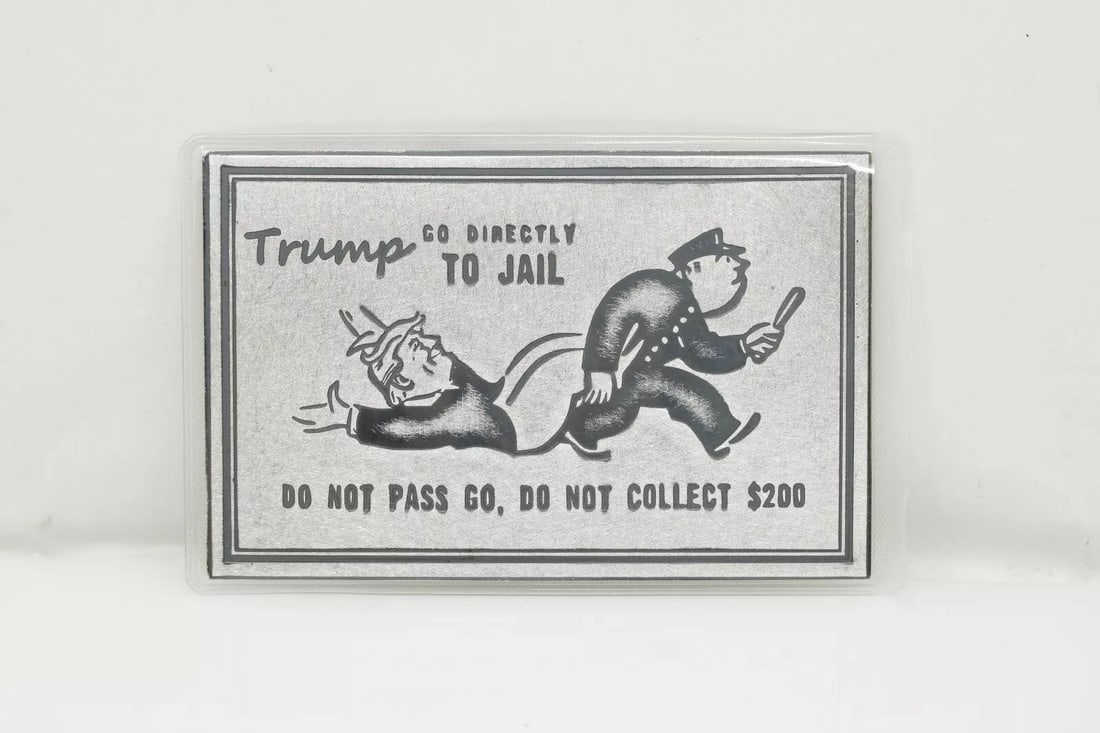 Trump GO DIRECTLY
TO JAIL
DO NOT PASS GO, DO NOT COLLECT $200